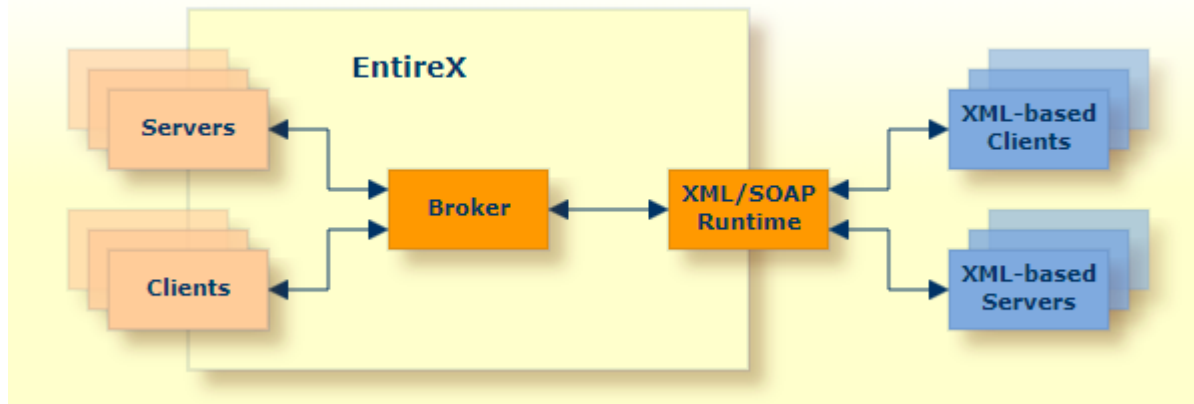 EntireX
Servers
Clients
Broker
XML/SOAP
Runtime
XML-based
Clients
XML-based
Servers